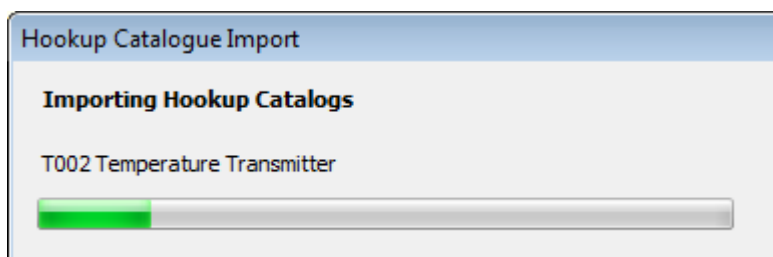 Hookup Catalogue Import
Importing Hookup Catalogs
T002 Temperature Transmitter